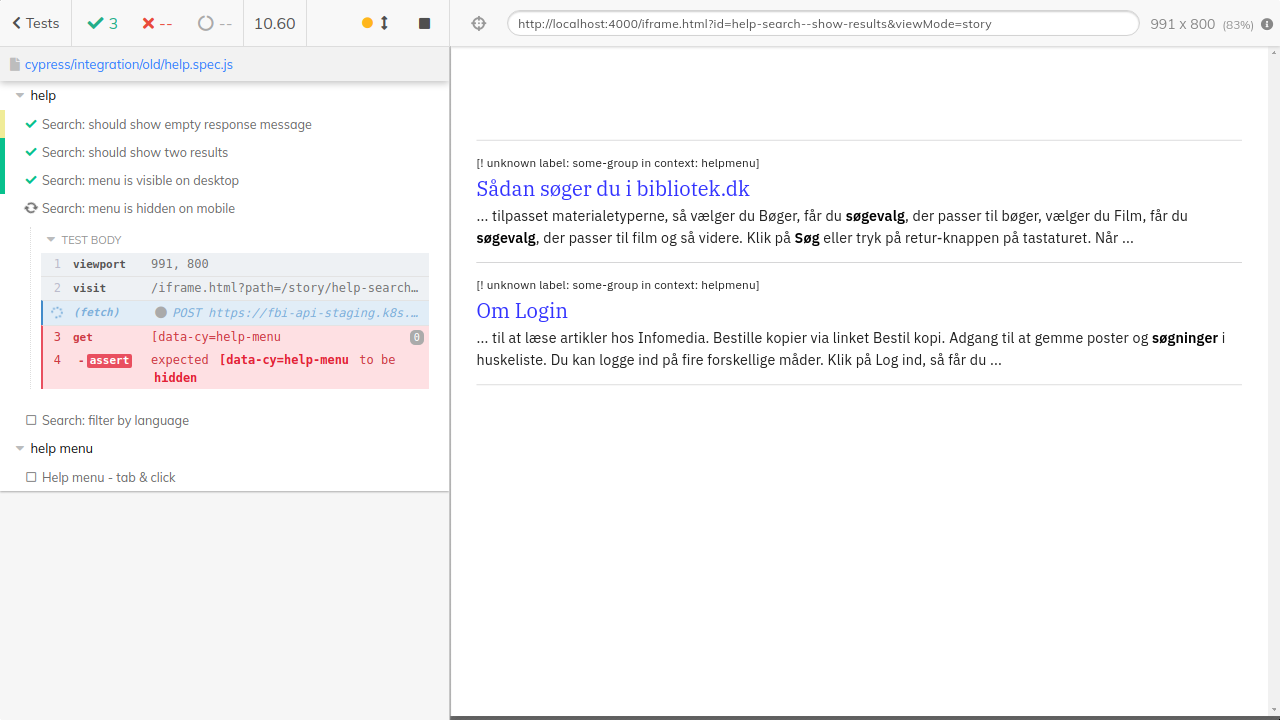 Tests
3
--
--
10.60
http://localhost:4000/iframe.html?id=help-search--show-results&viewMode=story
991 x 800 (83%)
cypress/integration/old/help.spec.js
help
Search: should show empty response message
Search: should show two results
Search: menu is visible on desktop
Search: menu is hidden on mobile
TEST BODY
1 viewport 991, 800
2 visit /iframe.html?path=/story/help-search…
(fetch) POST https://fbi-api-staging.k8s.…
3 get [data-cy=help-menu 0
4 -assert expected [data-cy=help-menu to be
hidden
Search: filter by language
help menu
Help menu - tab & click
[! unknown label: some-group in context: helpmenu]
Sådan søger du i bibliotek.dk
... tilpasset materialetyperne, så vælger du Bøger, får du søgevalg, der passer til bøger, vælger du Film, får du
søgevalg, der passer til film og så videre. Klik på Søg eller tryk på retur-knappen på tastaturet. Når ...
[! unknown label: some-group in context: helpmenu]
Om Login
... til at læse artikler hos Infomedia. Bestille kopier via linket Bestil kopi. Adgang til at gemme poster og søgninger i
huskeliste. Du kan logge ind på fire forskellige måder. Klik på Log ind, så får du ...